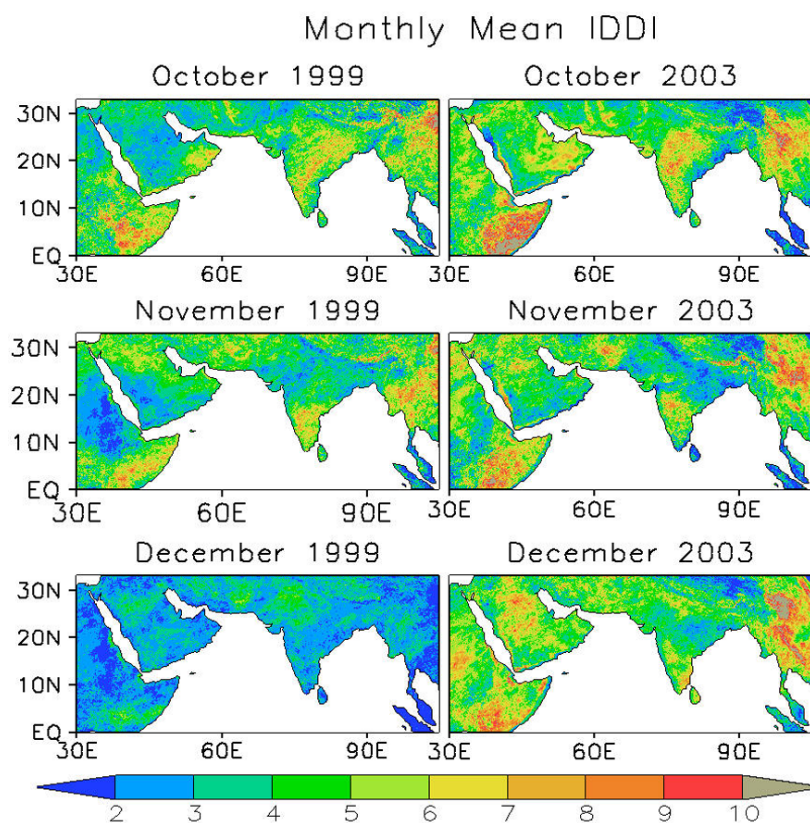 Monthly Mean IDDI
October 1999
October 2003
30N
20N
10N
EQ
30E 60E 90E
30E 60E 90E
November 1999
November 2003
30N
20N
10N
EQ
30E 60E 90E
30E 60E 90E
December 1999
December 2003
30N
20N
10N
EQ
30E 60E 90E
30E 60E 90E
2 3 4 5 6 7 8 9 10